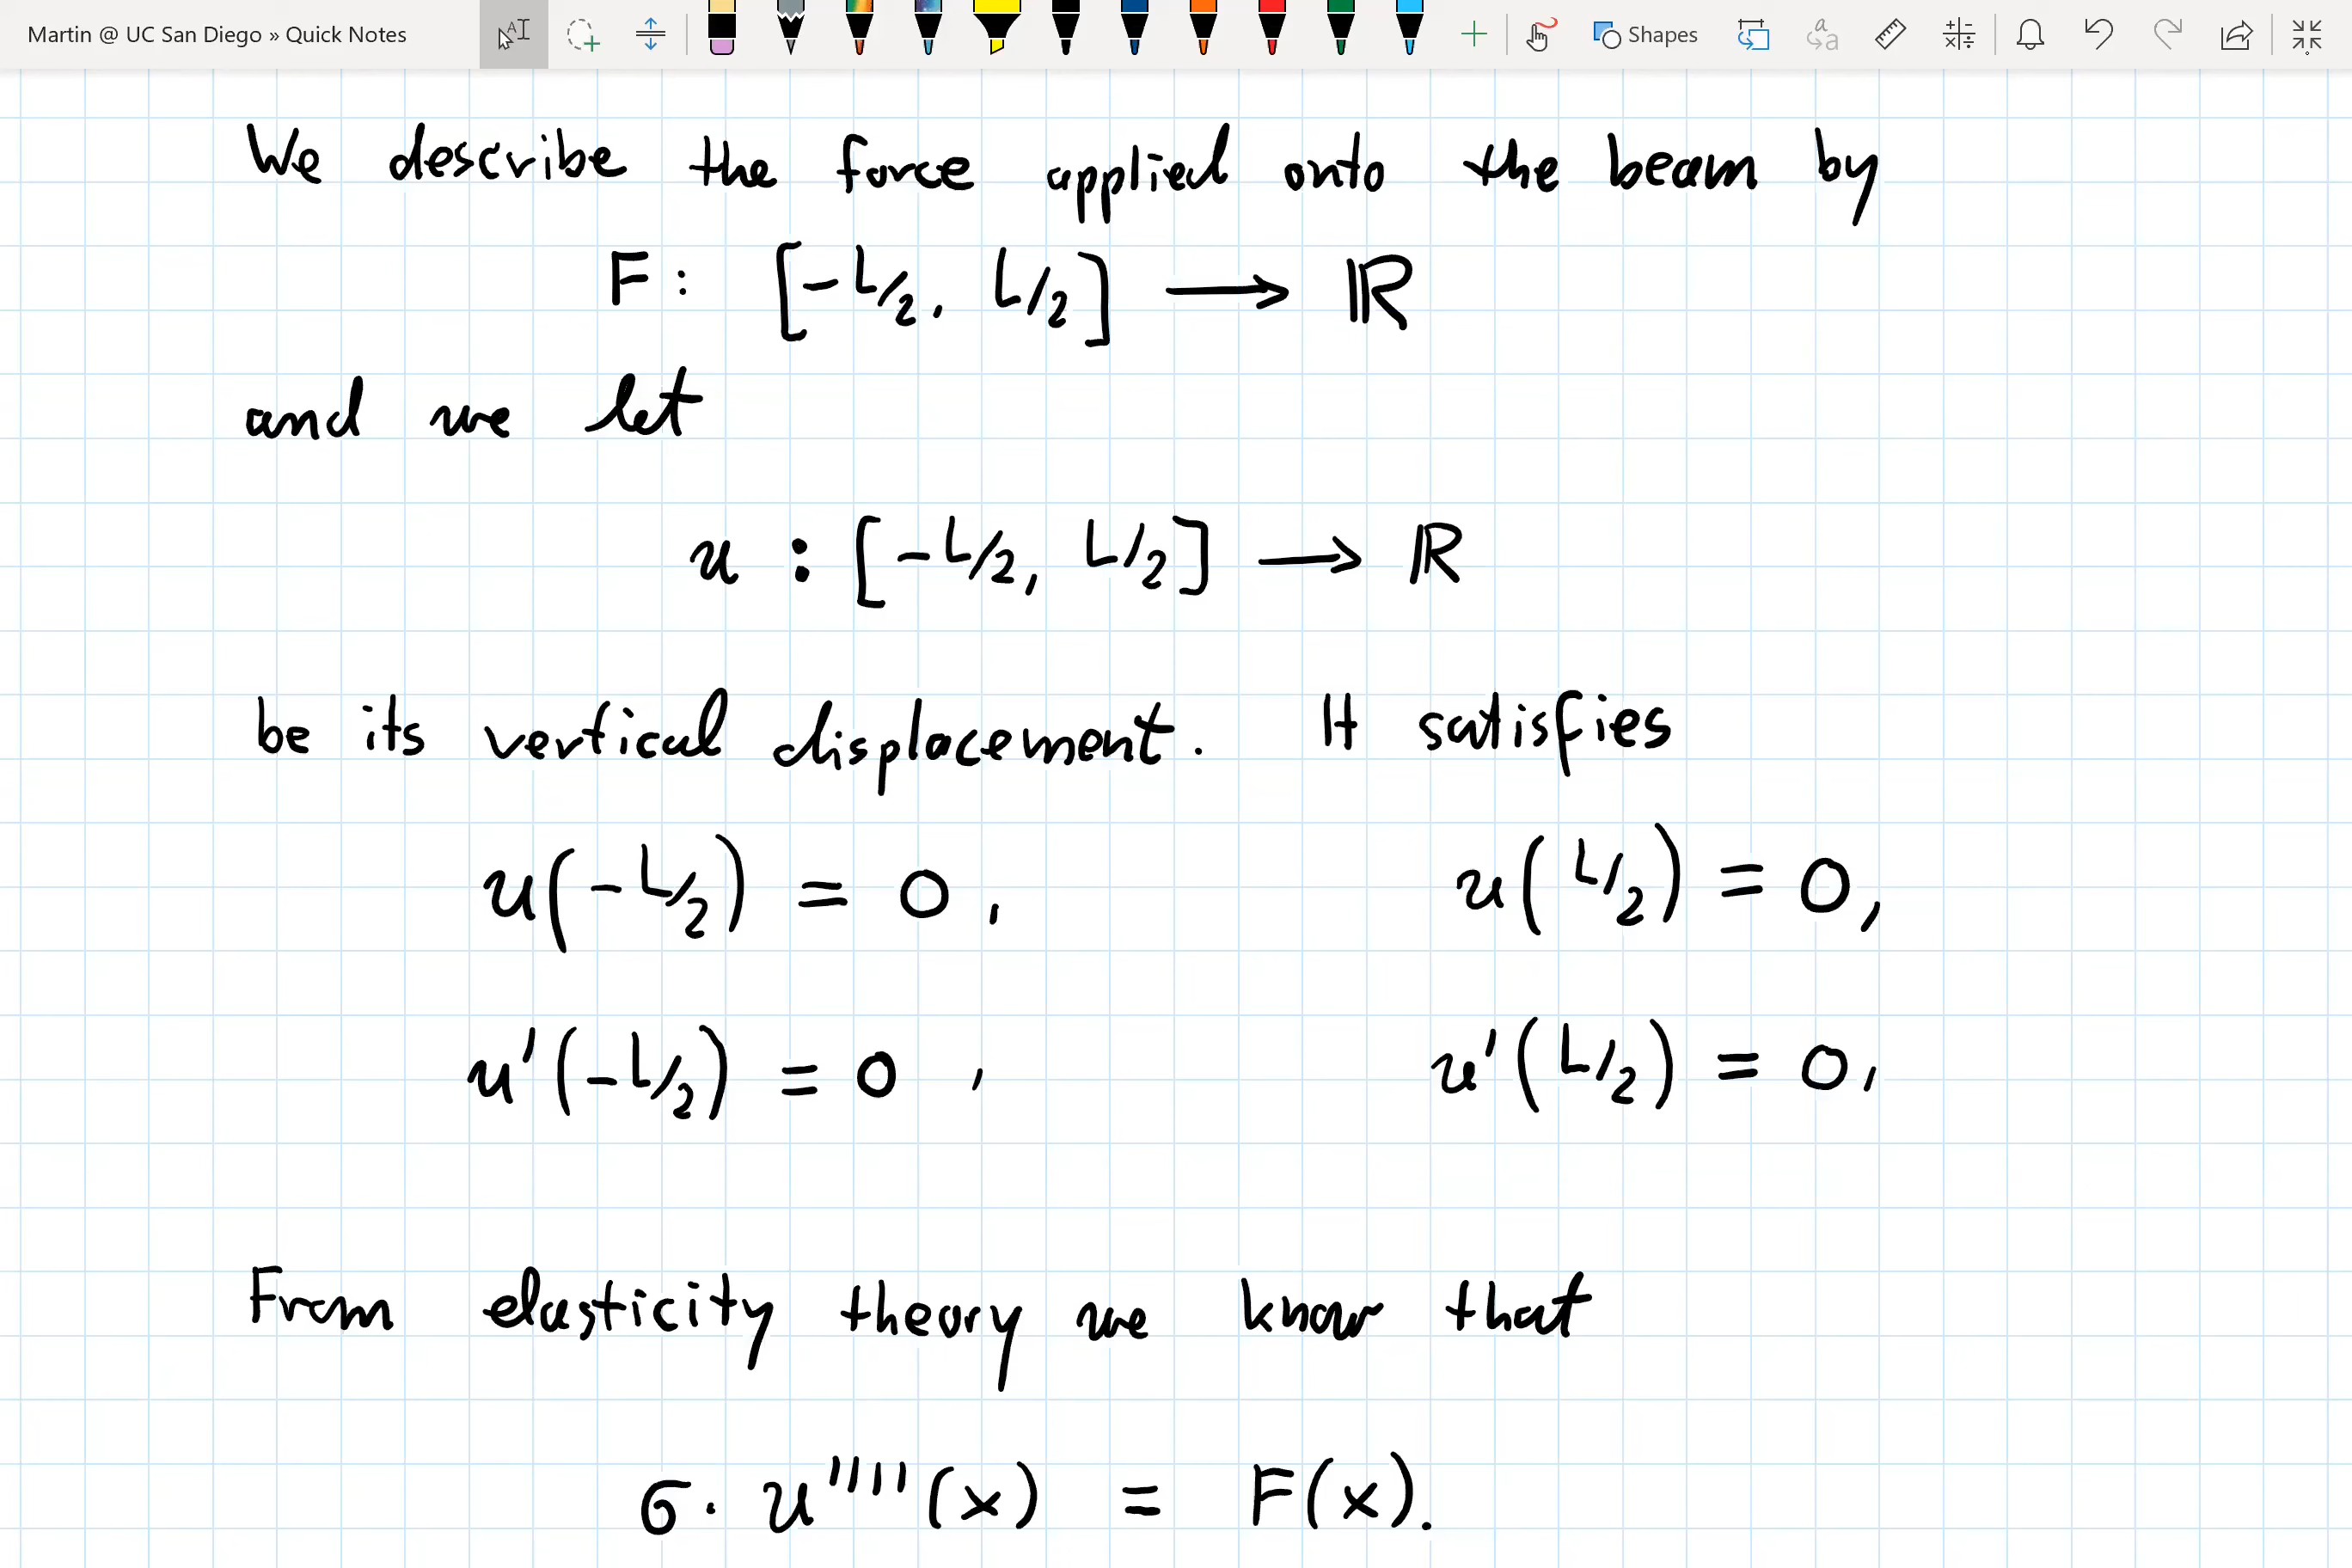 Martin @ UC San Diego » Quick Notes
Shapes
We describe the force applied onto the beam by
F: [-L/2, L/2] ⟶ ℝ
and we let
u : [-L/2, L/2] ⟶ ℝ
be its vertical displacement. It satisfies
u(-L/2) = 0, u(L/2) = 0,
u'(-L/2) = 0, u'(L/2) = 0,
From elasticity theory we know that
σ · u''''(x) = F(x).